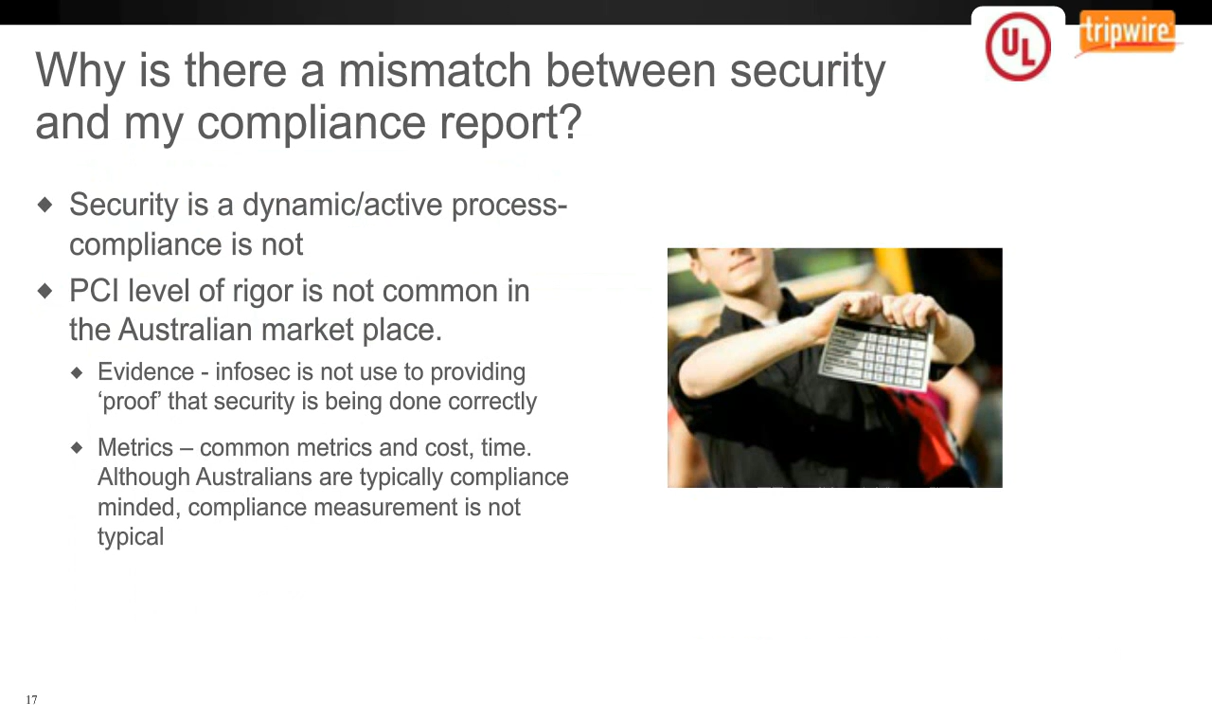 UL
tripwire
Why is there a mismatch between security
and my compliance report?
Security is a dynamic/active process-
compliance is not
PCI level of rigor is not common in
the Australian market place.
Evidence - infosec is not use to providing
‘proof’ that security is being done correctly
Metrics – common metrics and cost, time.
Although Australians are typically compliance
minded, compliance measurement is not
typical
17